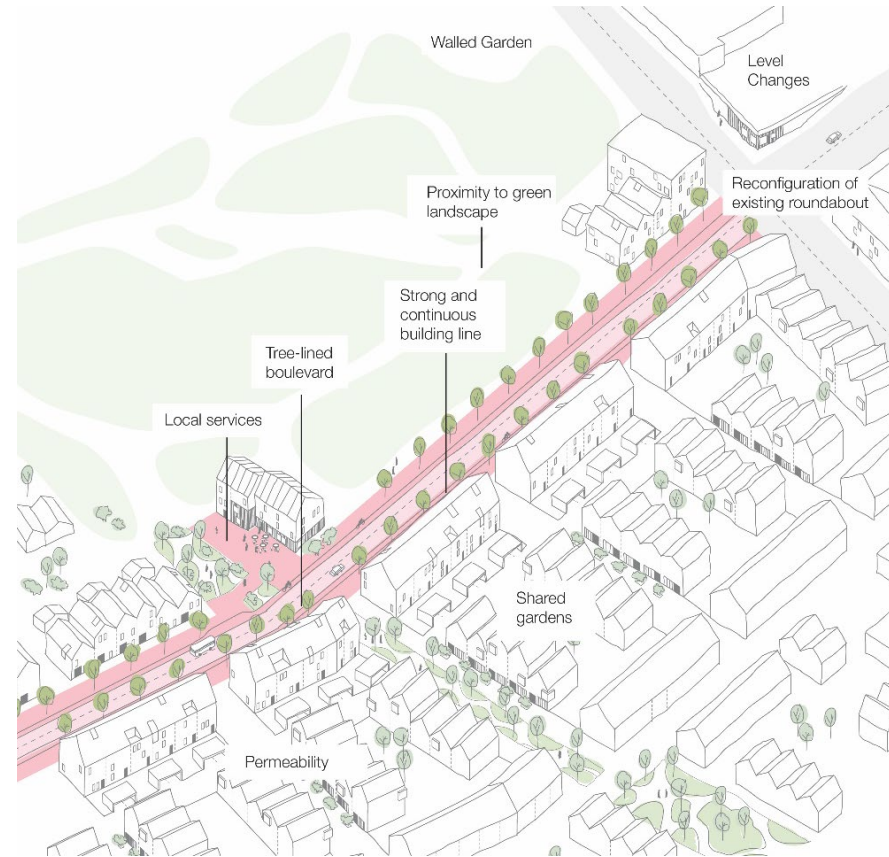 Walled Garden
Level
Changes
Proximity to green
landscape
Reconfiguration of
existing roundabout
Strong and
continuous
building line
Tree-lined
boulevard
Local services
Shared
gardens
Permeability